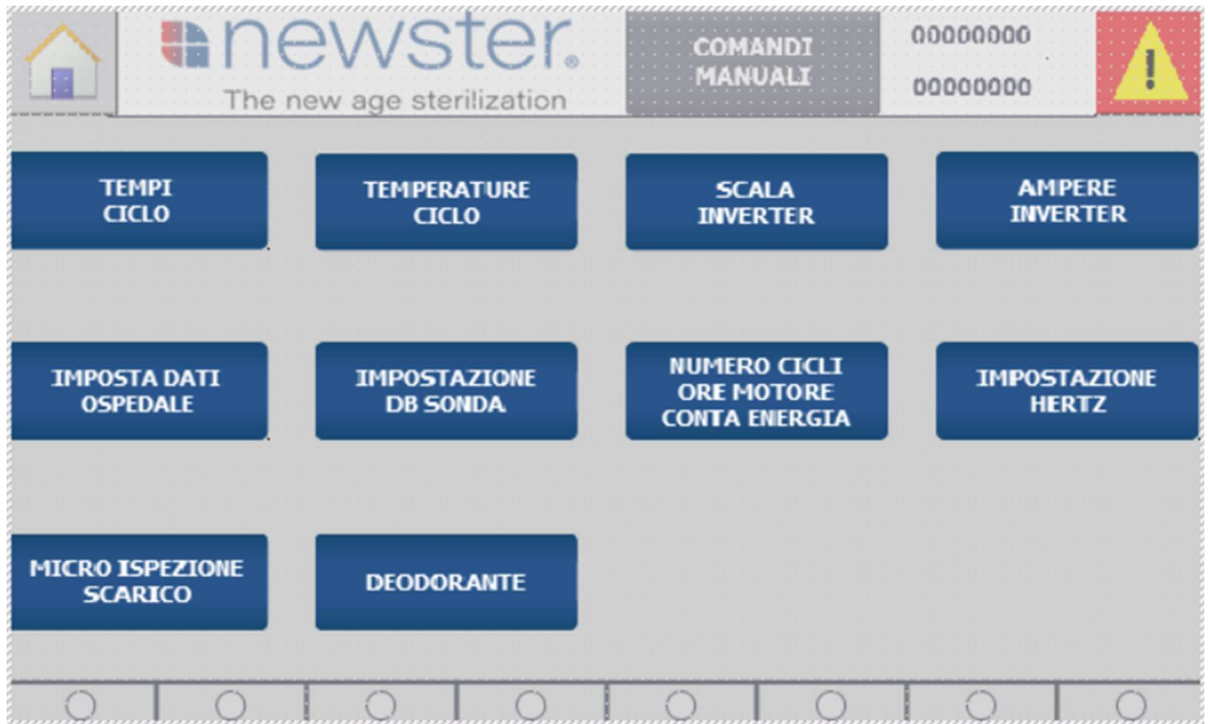 newster.
The new age sterilization
COMANDI
MANUALI
00000000
00000000
TEMPI
CICLO
TEMPERATURE
CICLO
SCALA
INVERTER
AMPERE
INVERTER
IMPOSTA DATI
OSPEDALE
IMPOSTAZIONE
DB SONDA
NUMERO CICLI
ORE MOTORE
CONTA ENERGIA
IMPOSTAZIONE
HERTZ
MICRO ISPEZIONE
SCARICO
DEODORANTE